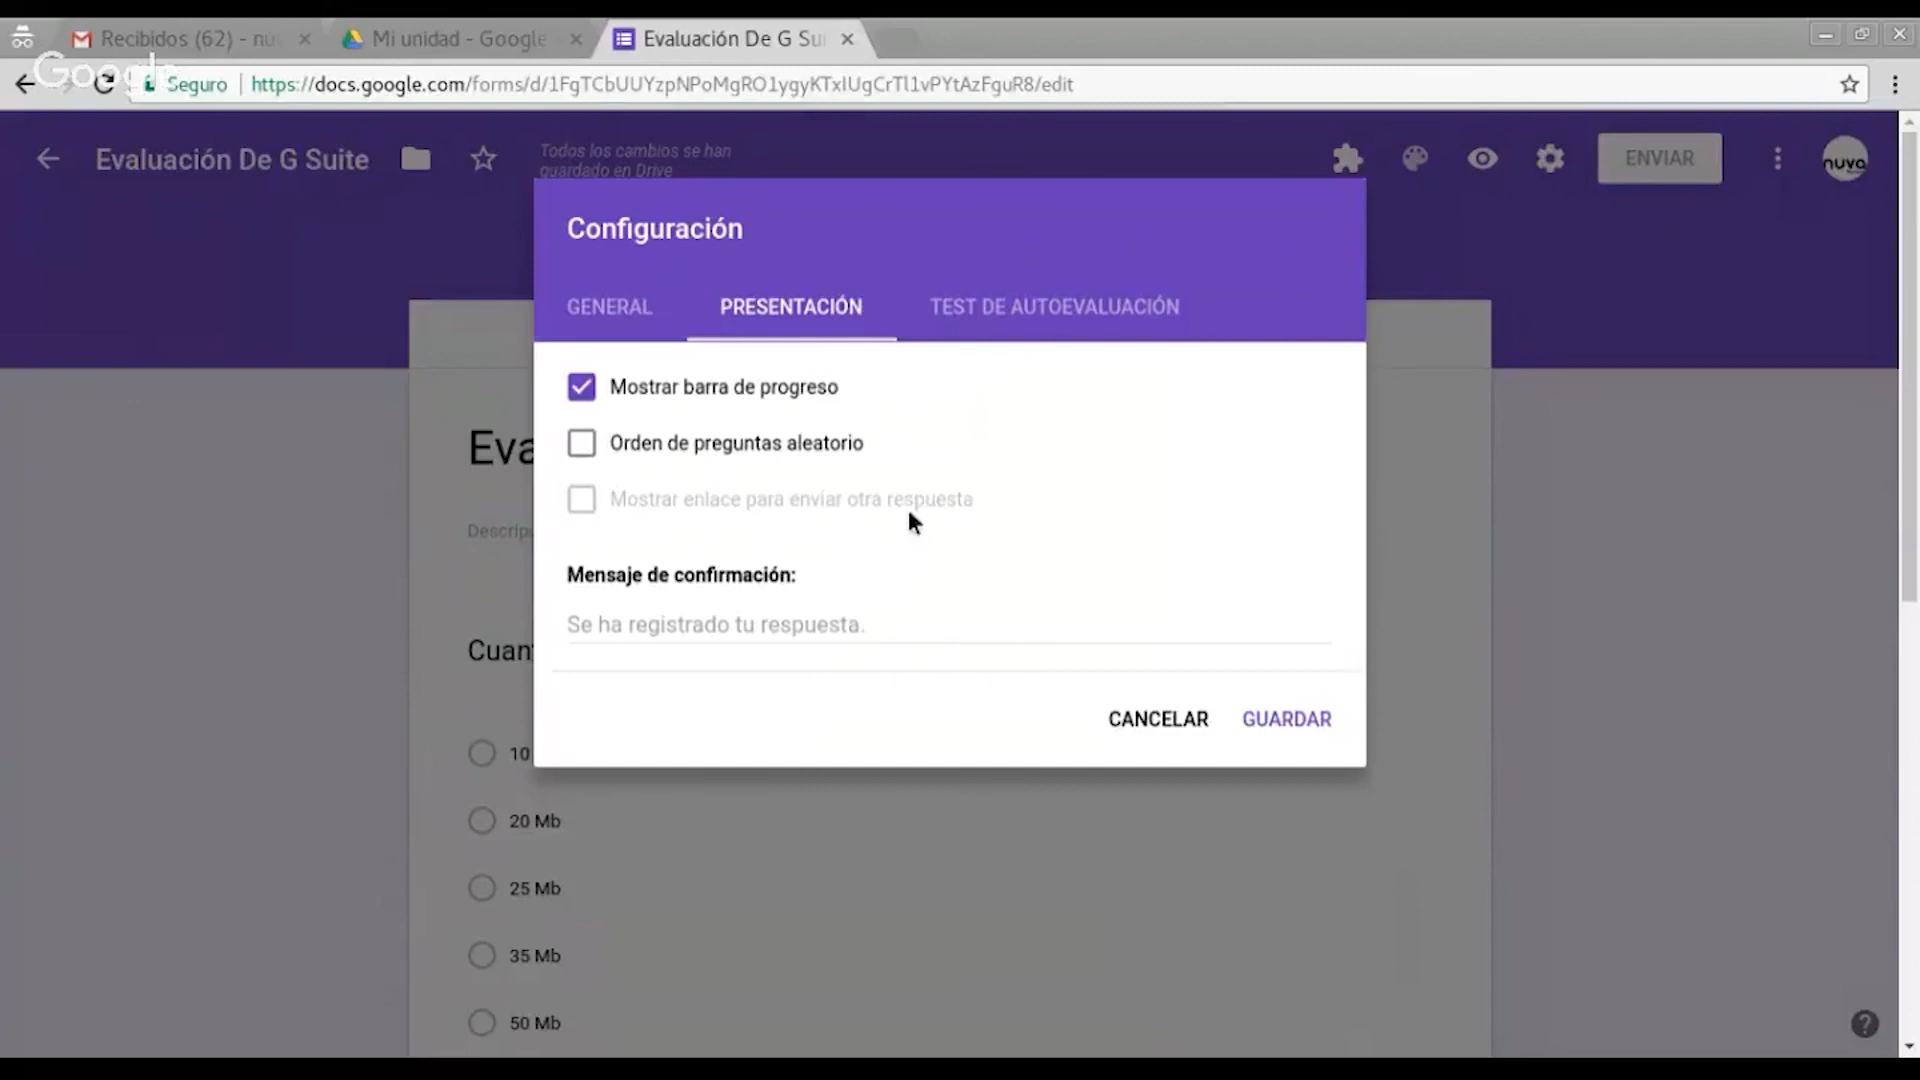 Recibidos (62) - nu
Mi unidad - Google
Evaluación De G Su
Google
Seguro
https://docs.google.com/forms/d/1FgTCbUUYzpNPoMgRO1ygyKTxIUgCrTl1vPYtAzFguR8/edit
Evaluación De G Suite
Todos los cambios se han
guardado en Drive
ENVIAR
nuva
Configuración
GENERAL
PRESENTACIÓN
TEST DE AUTOEVALUACIÓN
Mostrar barra de progreso
Orden de preguntas aleatorio
Mostrar enlace para enviar otra respuesta
Mensaje de confirmación:
Se ha registrado tu respuesta.
CANCELAR
GUARDAR
Eva
Descrip
Cuan
10
20 Mb
25 Mb
35 Mb
50 Mb